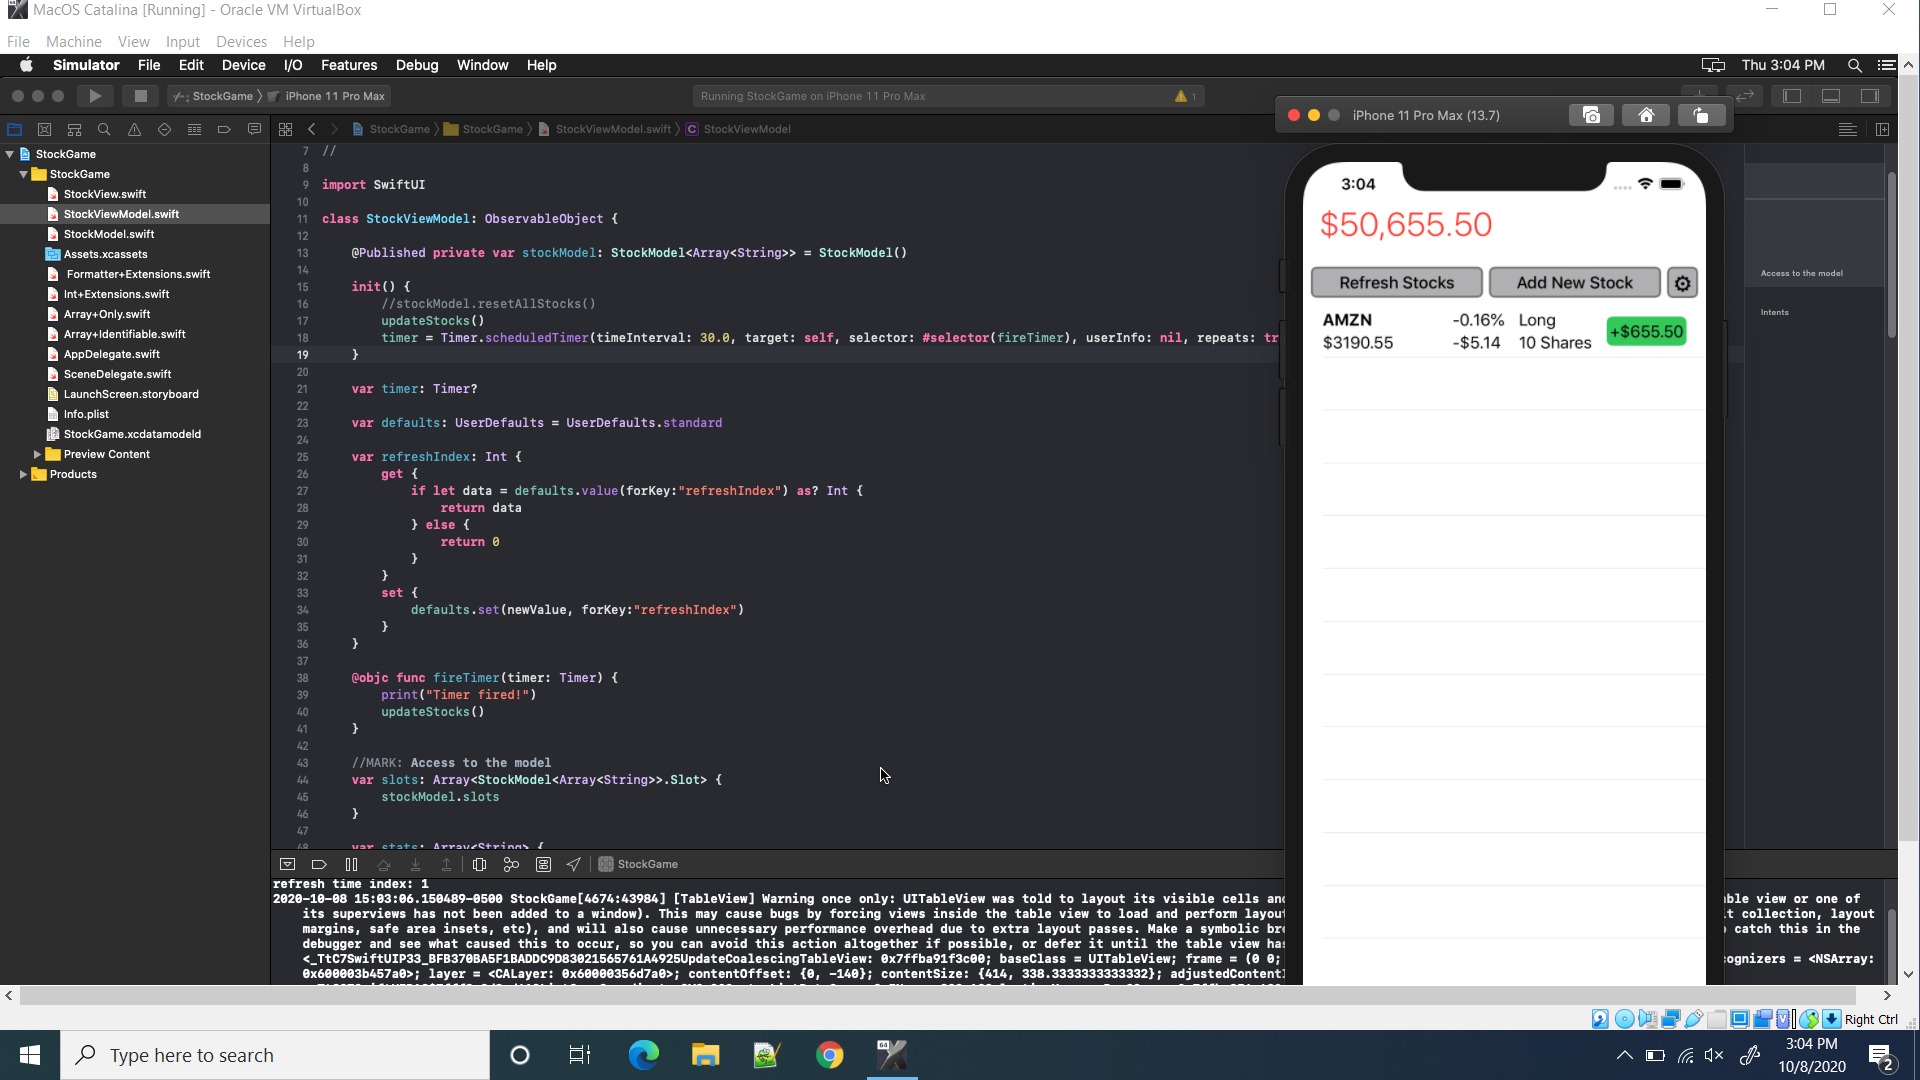 MacOS Catalina [Running] - Oracle VM VirtualBox
File Machine View Input Devices Help
Simulator File Edit Device I/O Features Debug Window Help
Thu 3:04 PM
StockGame iPhone 11 Pro Max
Running StockGame on iPhone 11 Pro Max
1
StockGame StockGame StockViewModel.swift C StockViewModel
StockGame
StockGame
StockView.swift
StockViewModel.swift
StockModel.swift
Assets.xcassets
Formatter+Extensions.swift
Int+Extensions.swift
Array+Only.swift
Array+Identifiable.swift
AppDelegate.swift
SceneDelegate.swift
LaunchScreen.storyboard
Info.plist
StockGame.xcdatamodeld
Preview Content
Products
7 //
8
9 import SwiftUI
10
11 class StockViewModel: ObservableObject {
12
13 @Published private var stockModel: StockModel<Array<String>> = StockModel()
14
15 init() {
16 //stockModel.resetAllStocks()
17 updateStocks()
18 timer = Timer.scheduledTimer(timeInterval: 30.0, target: self, selector: #selector(fireTimer), userInfo: nil, repeats: tr
19 }
20
21 var timer: Timer?
22
23 var defaults: UserDefaults = UserDefaults.standard
24
25 var refreshIndex: Int {
26 get {
27 if let data = defaults.value(forKey:"refreshIndex") as? Int {
28 return data
29 } else {
30 return 0
31 }
32 }
33 set {
34 defaults.set(newValue, forKey:"refreshIndex")
35 }
36 }
37
38 @objc func fireTimer(timer: Timer) {
39 print("Timer fired!")
40 updateStocks()
41 }
42
43 //MARK: Access to the model
44 var slots: Array<StockModel<Array<String>>.Slot> {
45 stockModel.slots
46 }
47
48 var stats: Array<String> {
iPhone 11 Pro Max (13.7)
3:04
$50,655.50
Refresh Stocks Add New Stock
AMZN -0.16% Long
+$655.50
$3190.55 -$5.14 10 Shares
Access to the model
Intents
StockGame
refresh time index: 1
2020-10-08 15:03:06.150489-0500 StockGame[4674:43984] [TableView] Warning once only: UITableView was told to layout its visible cells and ble view or one of
its superviews has not been added to a window). This may cause bugs by forcing views inside the table view to load and perform layou t collection, layout
margins, safe area insets, etc), and will also cause unnecessary performance overhead due to extra layout passes. Make a symbolic bre catch this in the
debugger and see what caused this to occur, so you can avoid this action altogether if possible, or defer it until the table view has
<_TtC7SwiftUIP33_BFB370BA5F1BADDC9D83021565761A4925UpdateCoalescingTableView: 0x7ffba91f3c00; baseClass = UITableView; frame = (0 0; ognizers = <NSArray:
0x600003b457a0>; layer = <CALayer: 0x60000356d7a0>; contentOffset: {0, -140}; contentSize: {414, 338.3333333333332}; adjustedContentI
Right Ctrl
Type here to search
64
3:04 PM
10/8/2020
2